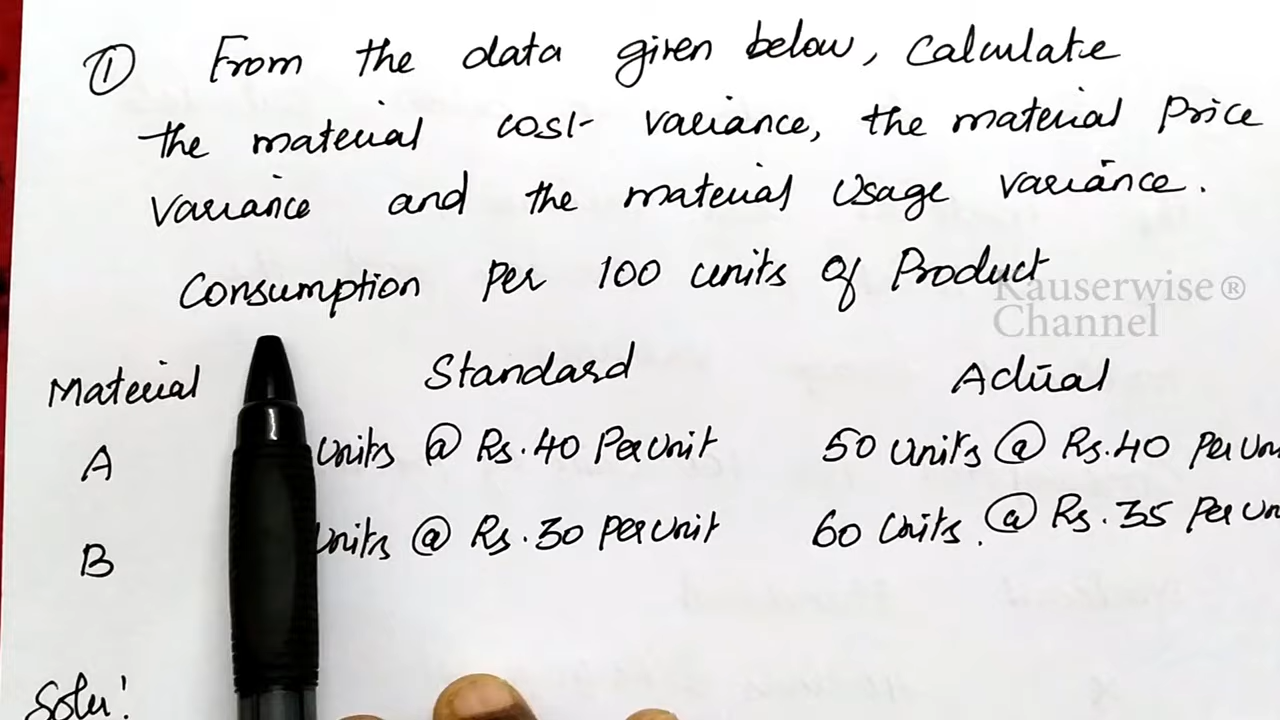 ① From the data given below, calculate
the material cost variance, the material price
variance and the material usage variance.
Consumption per 100 units of Product
Kauserwise®
Channel
Material Standard Actual
A units @ Rs.40 Per unit 50 units @ Rs.40 per un
B units @ Rs.30 per unit 60 units. @ Rs.35 per un
Solu: